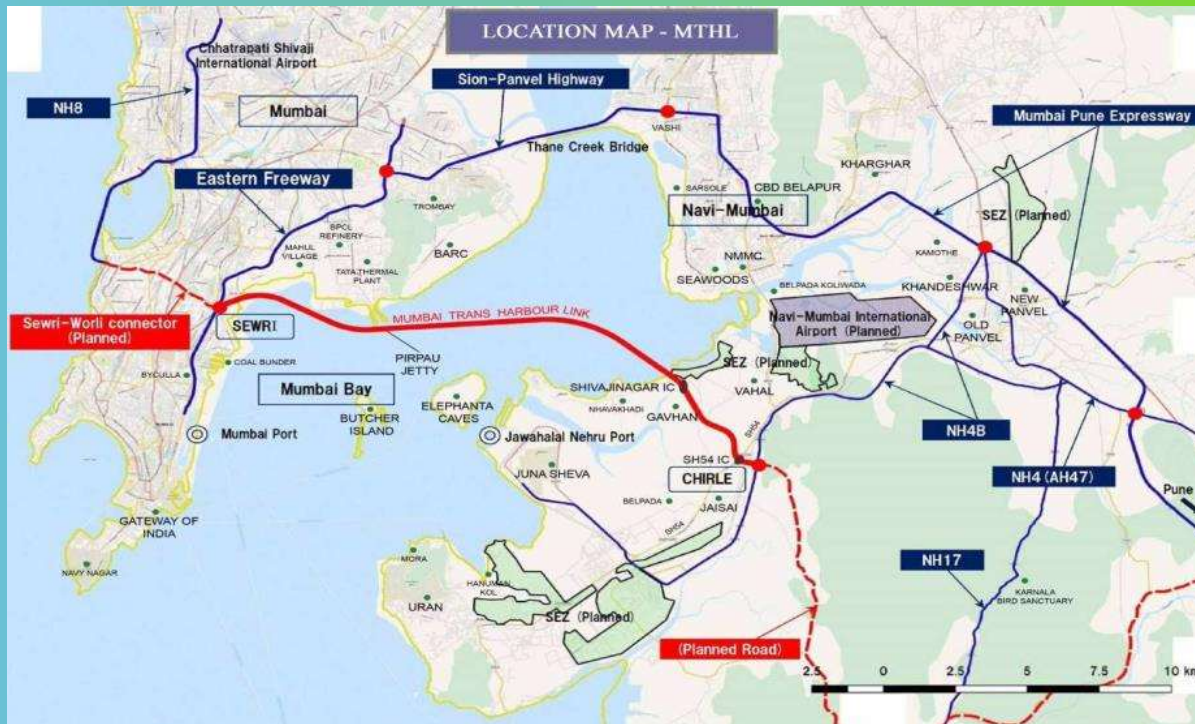 LOCATION MAP - MTHL
Chhatrapati Shivaji
International Airport
NH8
Mumbai
Sion-Panvel Highway
Mumbai Pune Expressway
VASHI
Thane Creek Bridge
KHARGHAR
Eastern Freeway
SARSOLE
CBD BELAPUR
SEZ (Planned)
TROMBAY
Navi-Mumbai
BPCL
REFINERY
MAHUL
VILLAGE
BARC
KAMOTHE
TATA THERMAL
PLANT
NMMC
SEAWOODS
KHANDESHWAR
BELPADA KOLIWADA
NEW
PANVEL
Sewri-Worli connector
(Planned)
SEWRI
MUMBAI TRANS HARBOUR LINK
Navi-Mumbai International
Airport (Planned)
OLD
PANVEL
PIRPAU
JETTY
COAL BUNDER
SEZ (Planned)
BYCULLA
Mumbai Bay
SHIVAJINAGAR IC
VAHAL
ELEPHANTA
CAVES
NHAVAKHADI
GAVHAN
BUTCHER
ISLAND
Mumbai Port
Jawahalal Nehru Port
SH54
NH4B
SH54 IC
JUNA SHEVA
CHIRLE
NH4 (AH47)
Pune
BELPADA
JAISAI
GATEWAY OF
INDIA
SH54
MORA
NH17
NAVY NAGAR
HANUMAN
KOL
KARNALA
BIRD SANCTUARY
URAN
SEZ (Planned)
(Planned Road)
2.5 0 2.5 5 7.5 10 km